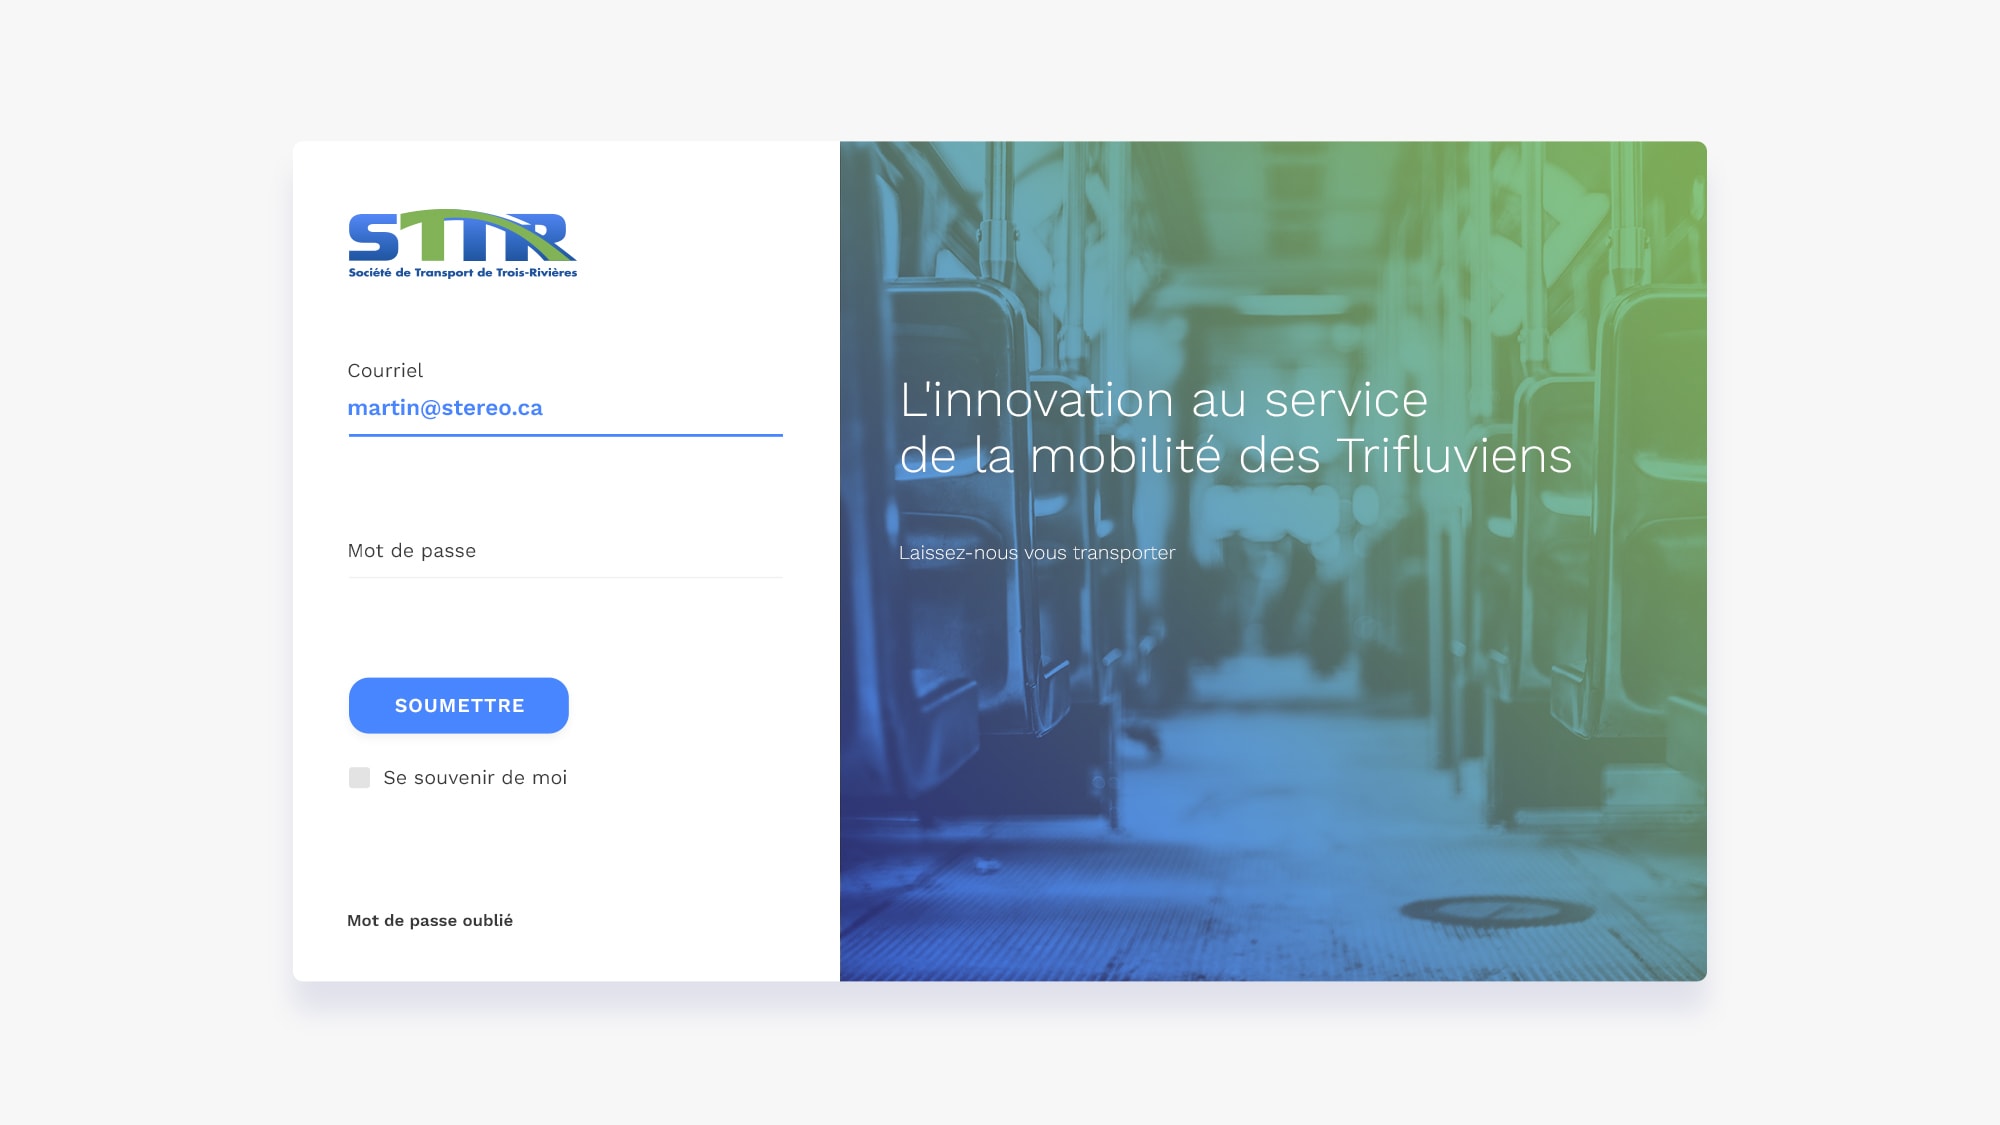 STTR
Société de Transport de Trois-Rivières
Courriel
martin@stereo.ca
Mot de passe
SOUMETTRE
Se souvenir de moi
Mot de passe oublié
L'innovation au service
de la mobilité des Trifluviens
Laissez-nous vous transporter